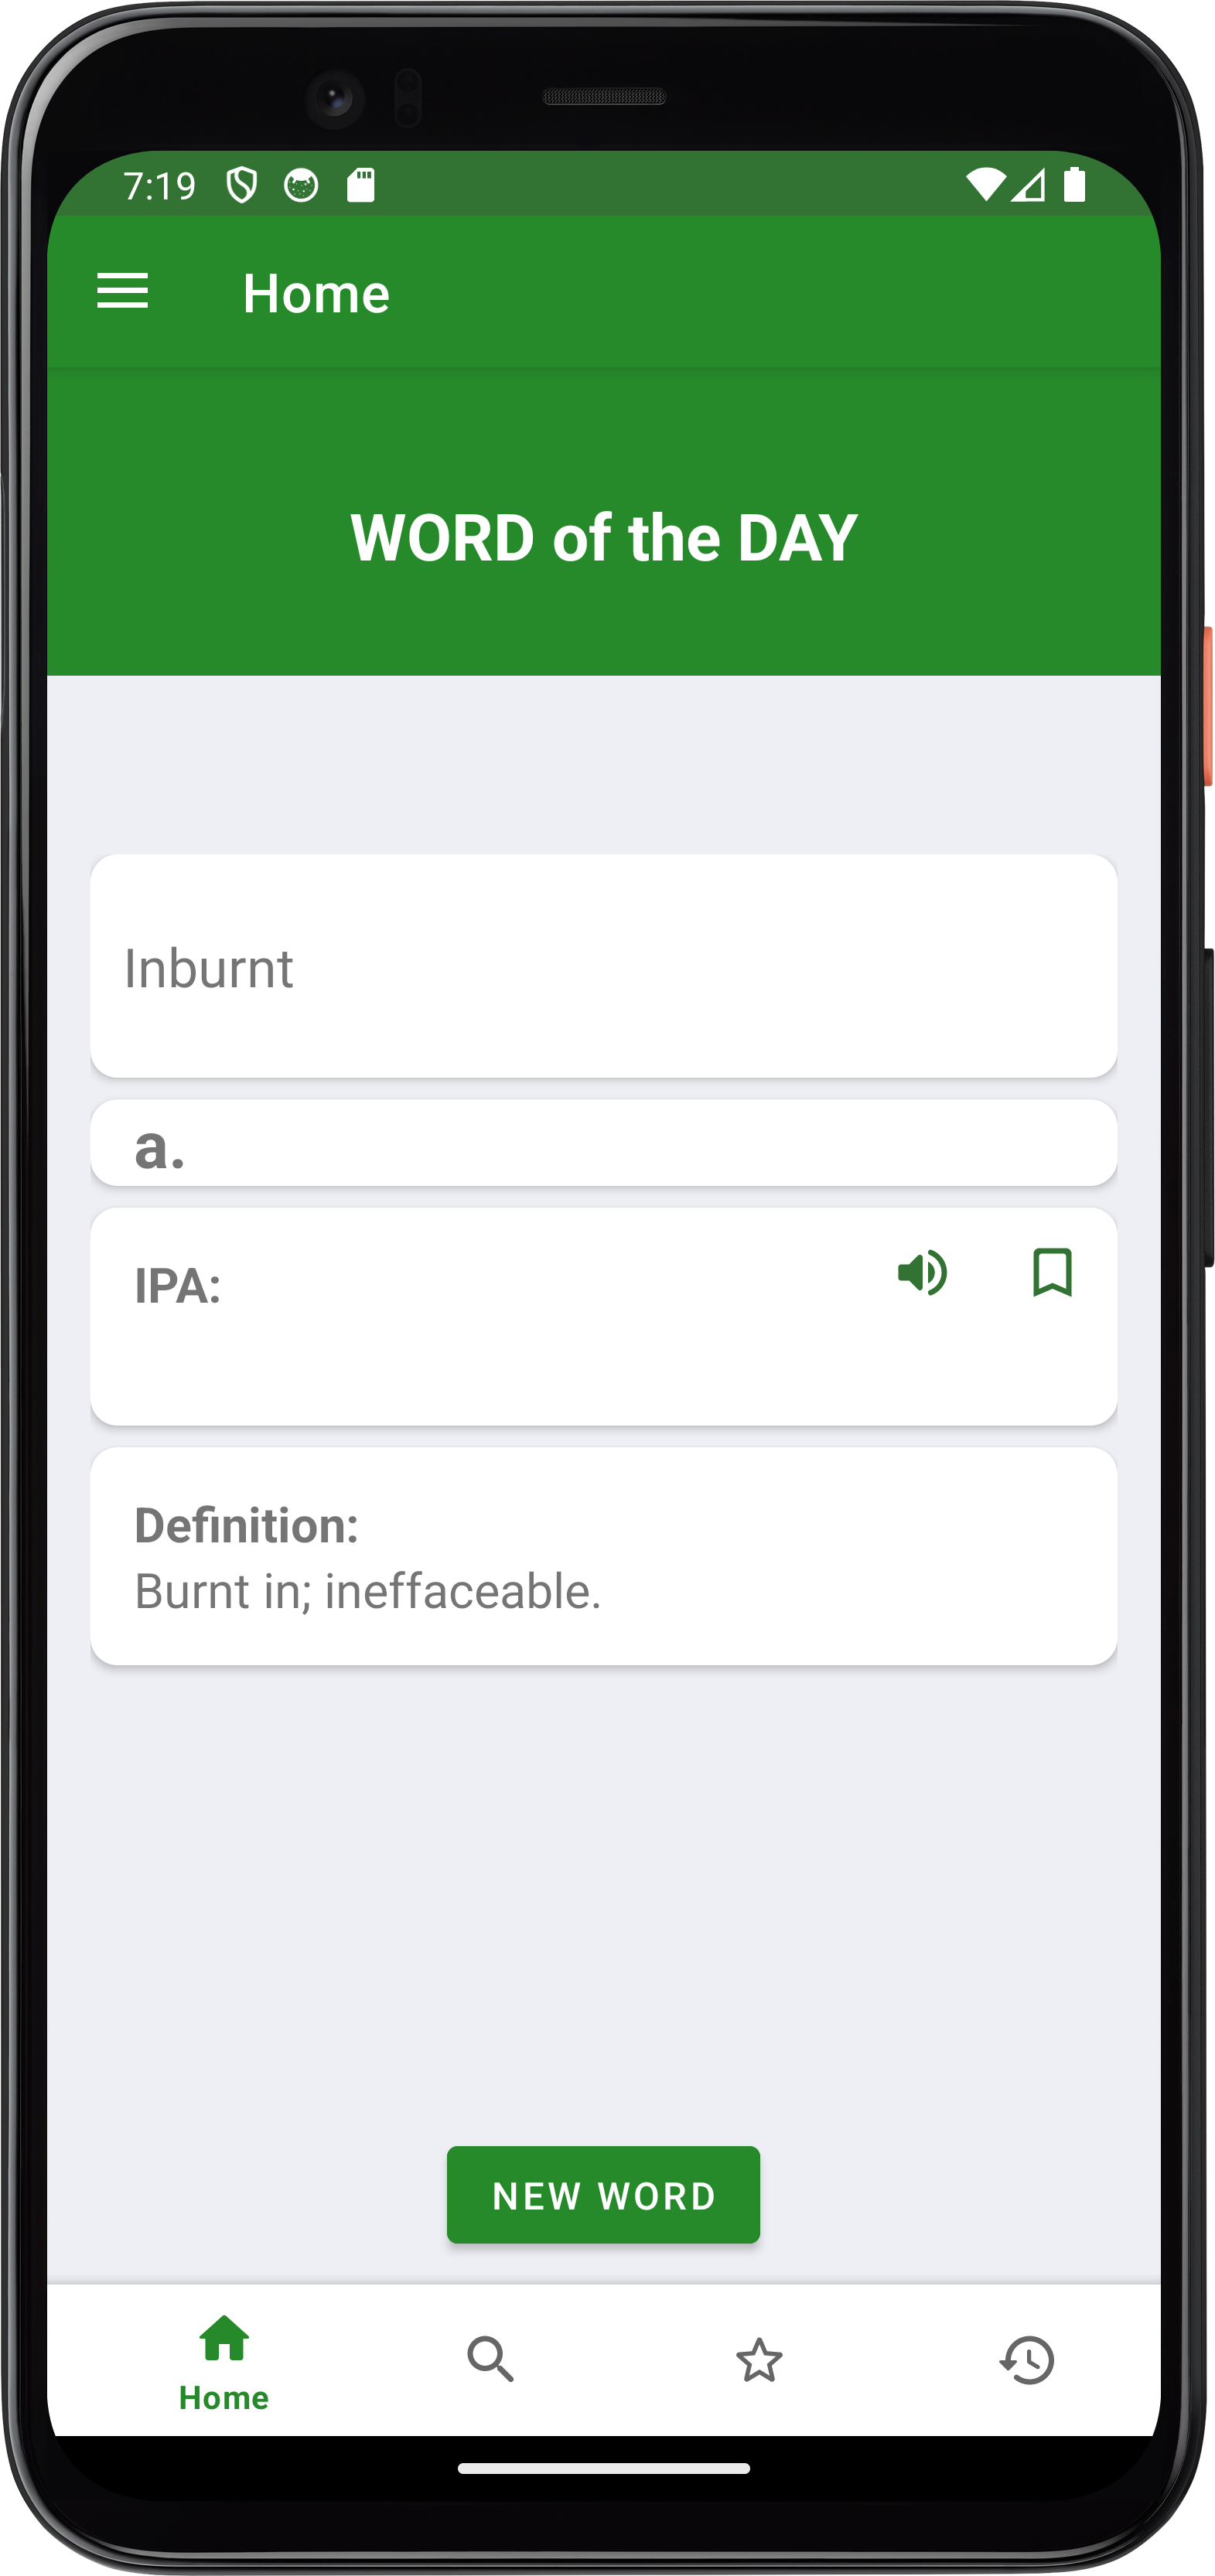 7:19
Home
WORD of the DAY
Inburnt
a.
IPA:
Definition:
Burnt in; ineffaceable.
NEW WORD
Home